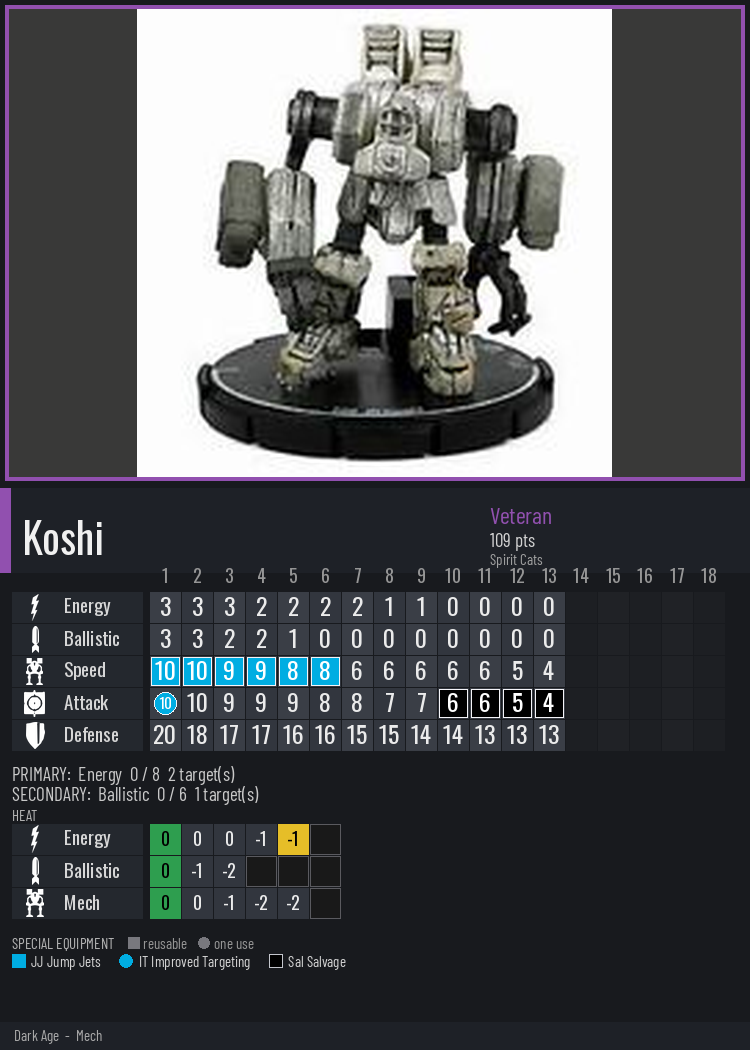 Koshi
Veteran
109 pts
Spirit Cats
1 2 3 4 5 6 7 8 9 10 11 12 13 14 15 16 17 18
Energy 3 3 3 2 2 2 2 1 1 0 0 0 0
Ballistic 3 3 2 2 1 0 0 0 0 0 0 0 0
Speed 10 10 9 9 8 8 6 6 6 6 6 5 4
Attack 10 10 9 9 9 8 8 7 7 6 6 5 4
Defense 20 18 17 17 16 16 15 15 14 14 13 13 13
PRIMARY: Energy 0 / 8 2 target(s)
SECONDARY: Ballistic 0 / 6 1 target(s)
HEAT
Energy 0 0 0 -1 -1
Ballistic 0 -1 -2
Mech 0 0 -1 -2 -2
SPECIAL EQUIPMENT reusable one use
JJ Jump Jets IT Improved Targeting Sal Salvage
Dark Age - Mech